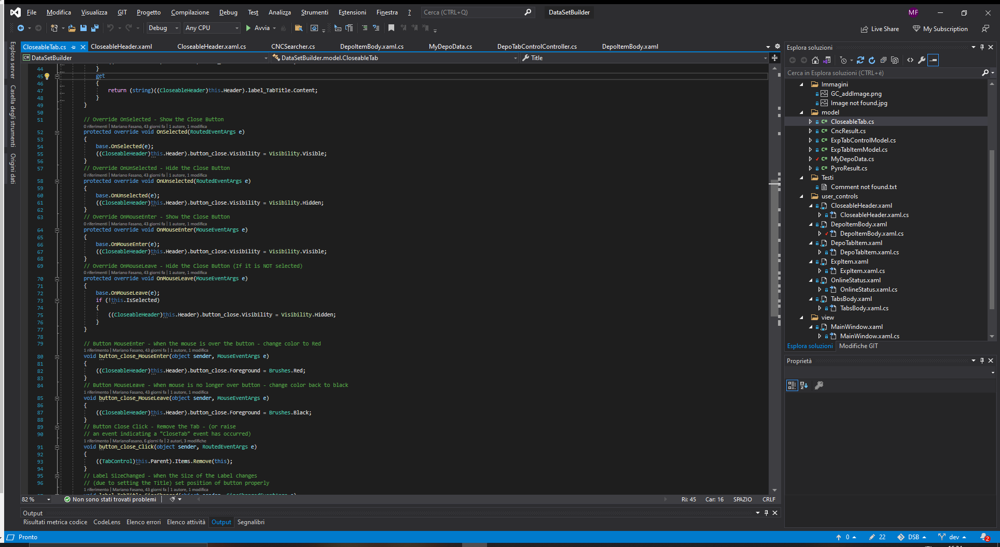 File Modifica Visualizza GIT Progetto Compilazione Debug Test Analizza Strumenti Estensioni Finestra ? Cerca (CTRL+Q) DataSetBuilder MF
Debug Any CPU Avvia Live Share My Subscription
Esplora server
Casella degli strumenti
Origini dati
CloseableTab.cs CloseableHeader.xaml CloseableHeader.xaml.cs CNCSearcher.cs DepoItemBody.xaml.cs MyDepoData.cs DepoTabControlController.cs DepoItemBody.xaml
DataSetBuilder DataSetBuilder.model.CloseableTab Title
44 }
45 get
46 {
47 return (string)((CloseableHeader)this.Header).label_TabTitle.Content;
48 }
49 }
50
51 // Override OnSelected - Show the Close Button
0 riferimenti | Mariano Fasano, 43 giorni fa | 1 autore, 1 modifica
52 protected override void OnSelected(RoutedEventArgs e)
53 {
54 base.OnSelected(e);
55 ((CloseableHeader)this.Header).button_close.Visibility = Visibility.Visible;
56 }
57 // Override OnUnSelected - Hide the Close Button
0 riferimenti | Mariano Fasano, 43 giorni fa | 1 autore, 1 modifica
58 protected override void OnUnselected(RoutedEventArgs e)
59 {
60 base.OnUnselected(e);
61 ((CloseableHeader)this.Header).button_close.Visibility = Visibility.Hidden;
62 }
63 // Override OnMouseEnter - Show the Close Button
0 riferimenti | Mariano Fasano, 43 giorni fa | 1 autore, 1 modifica
64 protected override void OnMouseEnter(MouseEventArgs e)
65 {
66 base.OnMouseEnter(e);
67 ((CloseableHeader)this.Header).button_close.Visibility = Visibility.Visible;
68 }
69 // Override OnMouseLeave - Hide the Close Button (If it is NOT selected)
0 riferimenti | Mariano Fasano, 43 giorni fa | 1 autore, 1 modifica
70 protected override void OnMouseLeave(MouseEventArgs e)
71 {
72 base.OnMouseLeave(e);
73 if (!this.IsSelected)
74 {
75 ((CloseableHeader)this.Header).button_close.Visibility = Visibility.Hidden;
76 }
77 }
78
79 // Button MouseEnter - When the mouse is over the button - change color to Red
1 riferimento | Mariano Fasano, 43 giorni fa | 1 autore, 1 modifica
80 void button_close_MouseEnter(object sender, MouseEventArgs e)
81 {
82 ((CloseableHeader)this.Header).button_close.Foreground = Brushes.Red;
83 }
84 // Button MouseLeave - When mouse is no longer over button - change color back to black
1 riferimento | Mariano Fasano, 43 giorni fa | 1 autore, 1 modifica
85 void button_close_MouseLeave(object sender, MouseEventArgs e)
86 {
87 ((CloseableHeader)this.Header).button_close.Foreground = Brushes.Black;
88 }
89 // Button Close Click - Remove the Tab - (or raise
90 // an event indicating a "CloseTab" event has occurred)
1 riferimento | MarianoFasano, 6 giorni fa | 2 autori, 3 modifiche
91 void button_close_Click(object sender, RoutedEventArgs e)
92 {
93 ((TabControl)this.Parent).Items.Remove(this);
94 }
95 // Label SizeChanged - When the Size of the Label changes
96 // (due to setting the Title) set position of button properly
1 riferimento | Mariano Fasano, 43 giorni fa | 1 autore, 1 modifica
82 % Non sono stati trovati problemi Ri: 45 Car: 16 SPAZIO CRLF
Output
Risultati metrica codice CodeLens Elenco errori Elenco attività Output Segnalibri
Esplora soluzioni
Cerca in Esplora soluzioni (CTRL+è)
Immagini
GC_addImage.png
Image not found.jpg
model
C# CloseableTab.cs
C# CncResult.cs
C# ExpTabControlModel.cs
C# ExpTabItemModel.cs
C# MyDepoData.cs
C# PyroResult.cs
Testi
Comment not found.txt
user_controls
CloseableHeader.xaml
CloseableHeader.xaml.cs
DepoItemBody.xaml
DepoItemBody.xaml.cs
DepoTabItem.xaml
DepoTabItem.xaml.cs
ExpItem.xaml
ExpItem.xaml.cs
OnlineStatus.xaml
OnlineStatus.xaml.cs
TabsBody.xaml
TabsBody.xaml.cs
view
MainWindow.xaml
MainWindow.xaml.cs
Esplora soluzioni Modifiche GIT
Proprietà
Pronto 0 22 DSB dev 2